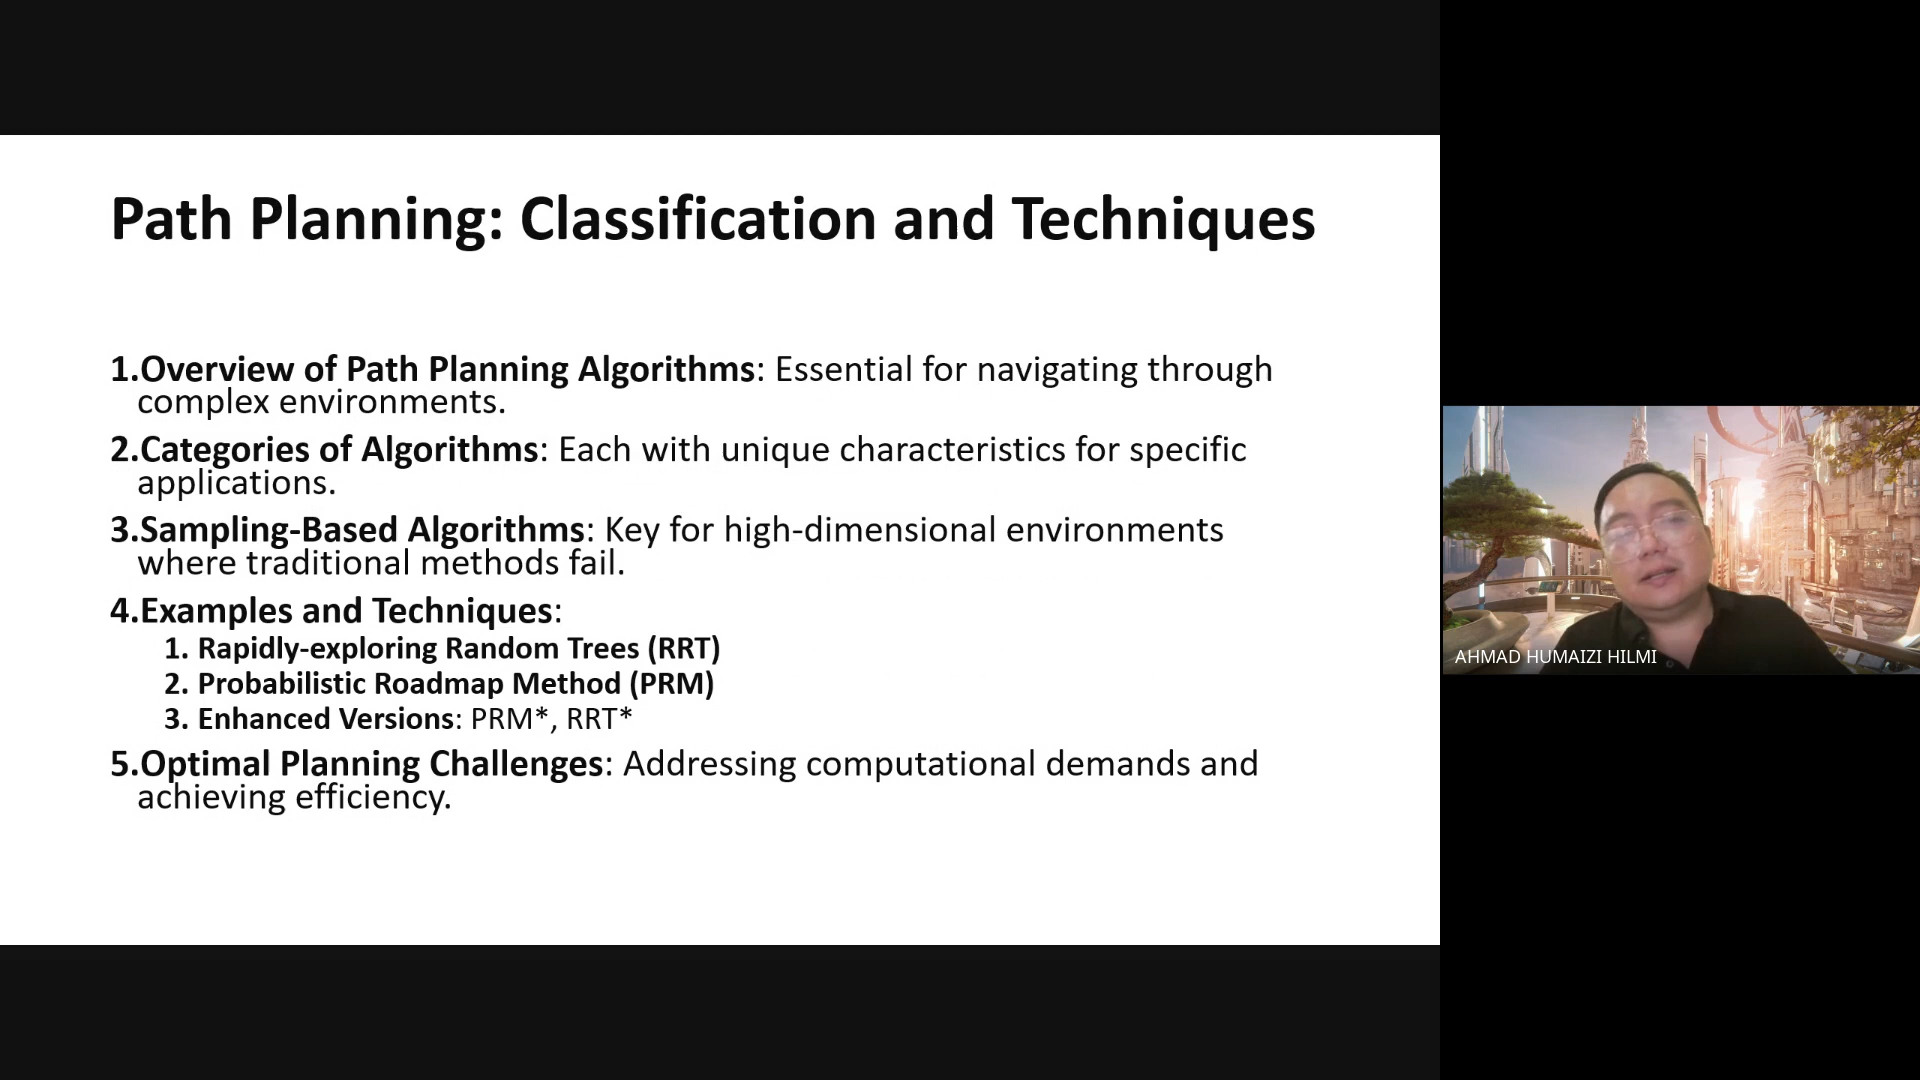 Path Planning: Classification and Techniques
1.Overview of Path Planning Algorithms: Essential for navigating through
complex environments.
2.Categories of Algorithms: Each with unique characteristics for specific
applications.
3.Sampling-Based Algorithms: Key for high-dimensional environments
where traditional methods fail.
4.Examples and Techniques:
1. Rapidly-exploring Random Trees (RRT)
2. Probabilistic Roadmap Method (PRM)
3. Enhanced Versions: PRM*, RRT*
5.Optimal Planning Challenges: Addressing computational demands and
achieving efficiency.
AHMAD HUMAIZI HILMI